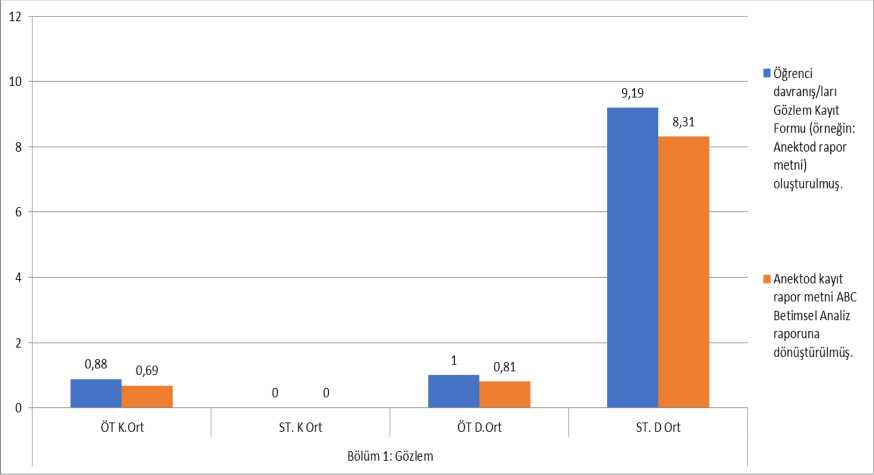 12
10
8
6
4
2
0
0,88
0,69
0
0
1
0,81
9,19
8,31
ÖT K.Ort
ST. K Ort
ÖT D.Ort
ST. D Ort
Bölüm 1: Gözlem
Öğrenci
davranış/ları
Gözlem Kayıt
Formu (örneğin:
Anektod rapor
metni)
oluşturulmuş.
Anektod kayıt
rapor metni ABC
Betimsel Analiz
raporuna
dönüştürülmüş.